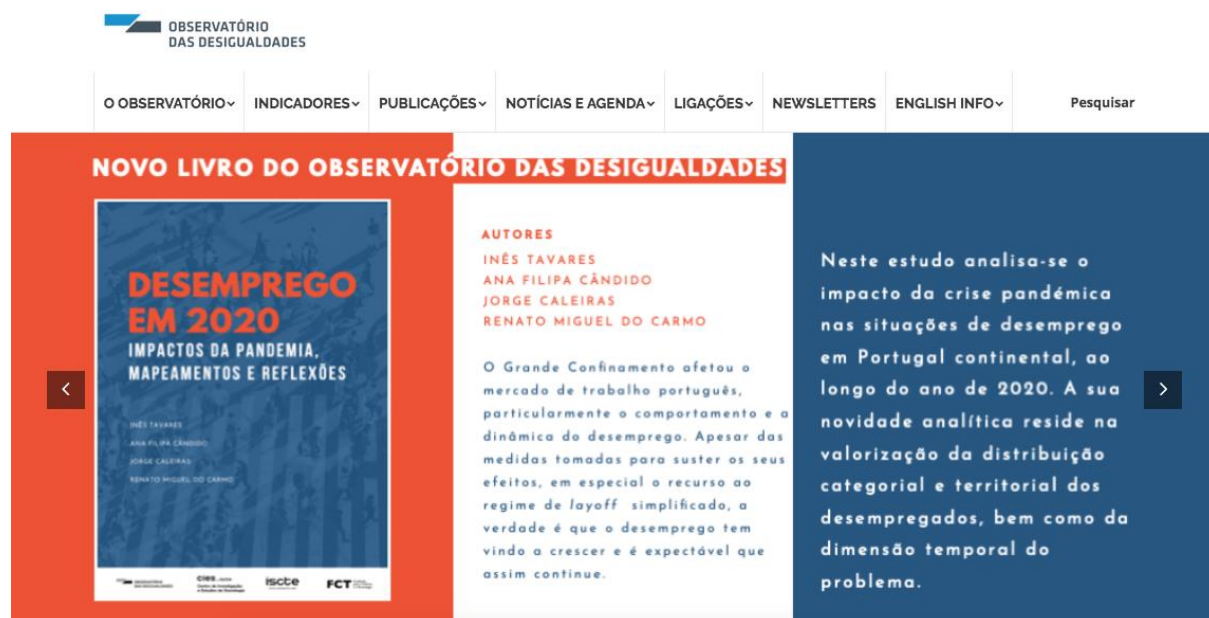 OBSERVATÓRIO
DAS DESIGUALDADES
O OBSERVATÓRIO
INDICADORES
PUBLICAÇÕES
NOTÍCIAS E AGENDA
LIGAÇÕES
NEWSLETTERS
ENGLISH INFO
Pesquisar
NOVO LIVRO DO OBSERVATÓRIO DAS DESIGUALDADES
DESEMPREGO
EM 2020
IMPACTOS DA PANDEMIA,
MAPEAMENTOS E REFLEXÕES
INÊS TAVARES
ANA FILIPA CÂNDIDO
JORGE CALEIRAS
RENATO MIGUEL DO CARMO
cies_iscte
iscte
FCT
AUTORES
INÊS TAVARES
ANA FILIPA CÂNDIDO
JORGE CALEIRAS
RENATO MIGUEL DO CARMO
O Grande Confinamento afetou o
mercado de trabalho português,
particularmente o comportamento e a
dinâmica do desemprego. Apesar das
medidas tomadas para suster os seus
efeitos, em especial o recurso ao
regime de layoff simplificado, a
verdade é que o desemprego tem
vindo a crescer e é expectável que
assim continue.
Neste estudo analisa-se o
impacto da crise pandémica
nas situações de desemprego
em Portugal continental, ao
longo do ano de 2020. A sua
novidade analítica reside na
valorização da distribuição
categorial e territorial dos
desempregados, bem como da
dimensão temporal do
problema.